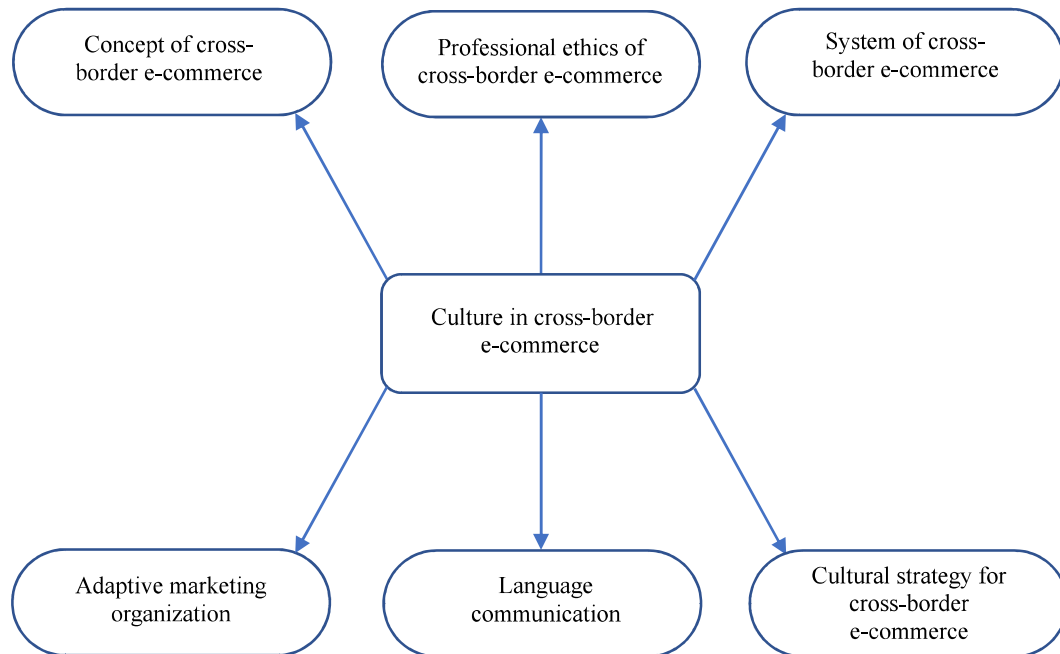 Concept of cross-
border e-commerce
Professional ethics of
cross-border e-commerce
System of cross-
border e-commerce
Culture in cross-border
e-commerce
Adaptive marketing
organization
Language
communication
Cultural strategy for
cross-border
e-commerce